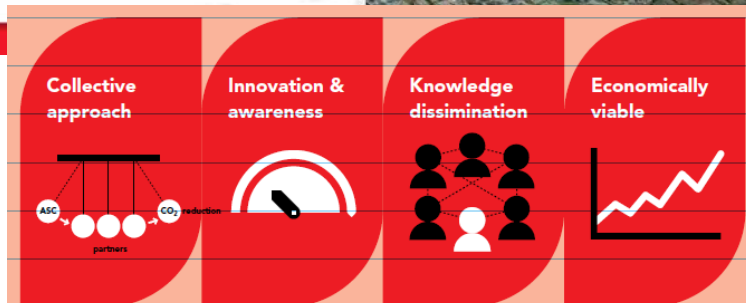 Collective
approach
Innovation &
awareness
Knowledge
dissimination
Economically
viable
ASC
CO₂ reduction
partners